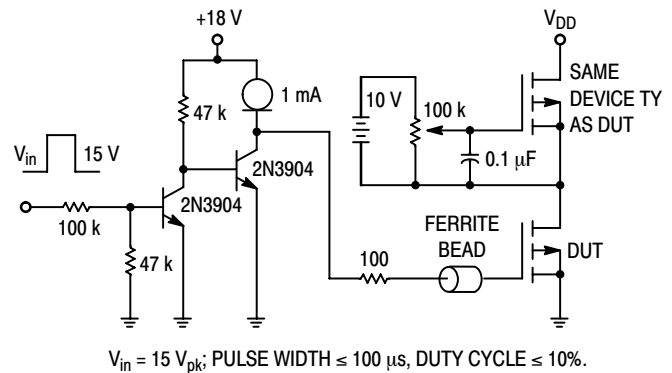 +18 V
V_DD
SAME
DEVICE TY
AS DUT
1 mA
10 V
100 k
47 k
V_in
15 V
2N3904
0.1 µF
2N3904
100 k
47 k
FERRITE
BEAD
100
DUT
V_in = 15 V_pk; PULSE WIDTH ≤ 100 µs, DUTY CYCLE ≤ 10%.